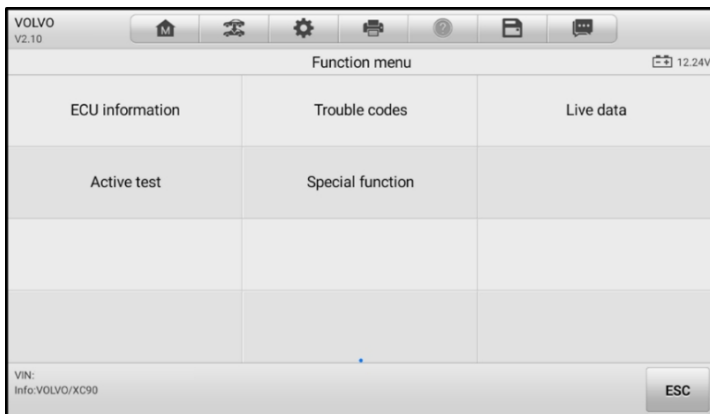 VOLVO
V2.10
M
Function menu
12.24V
ECU information
Trouble codes
Live data
Active test
Special function
VIN:
Info:VOLVO/XC90
ESC